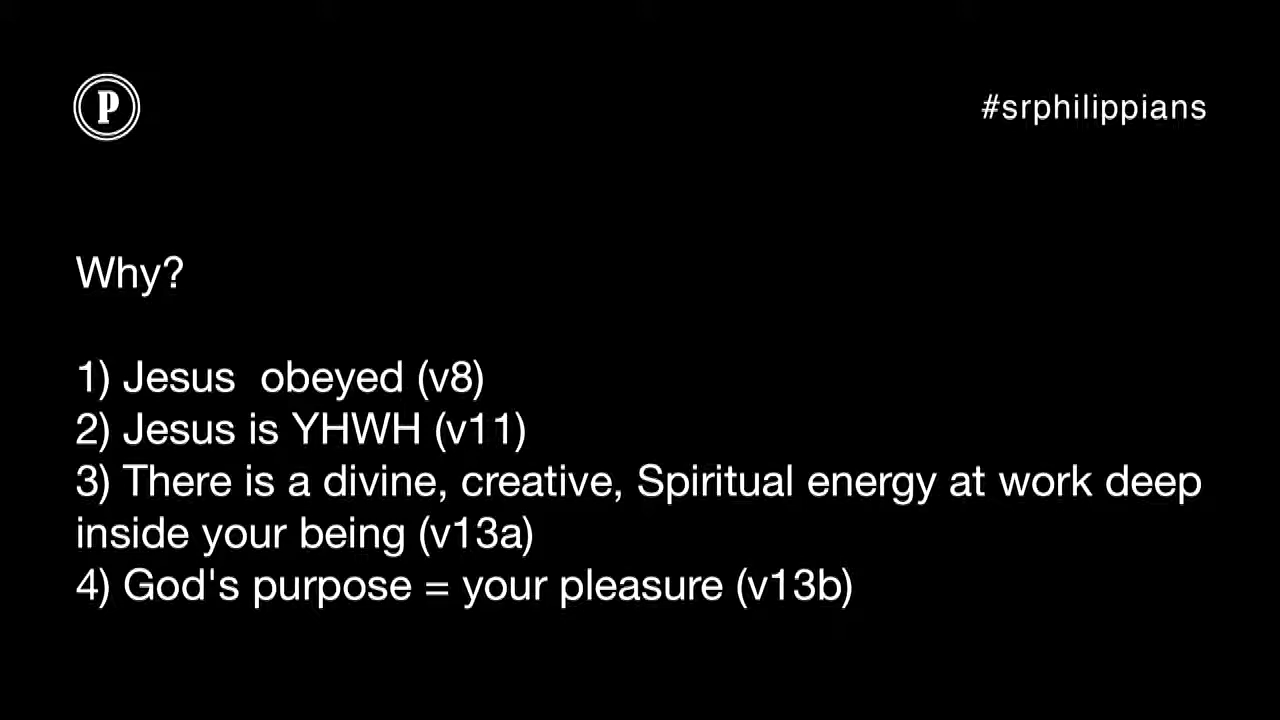 P
#srphilippians
Why?
1) Jesus  obeyed (v8)
2) Jesus is YHWH (v11)
3) There is a divine, creative, Spiritual energy at work deep
inside your being (v13a)
4) God's purpose = your pleasure (v13b)